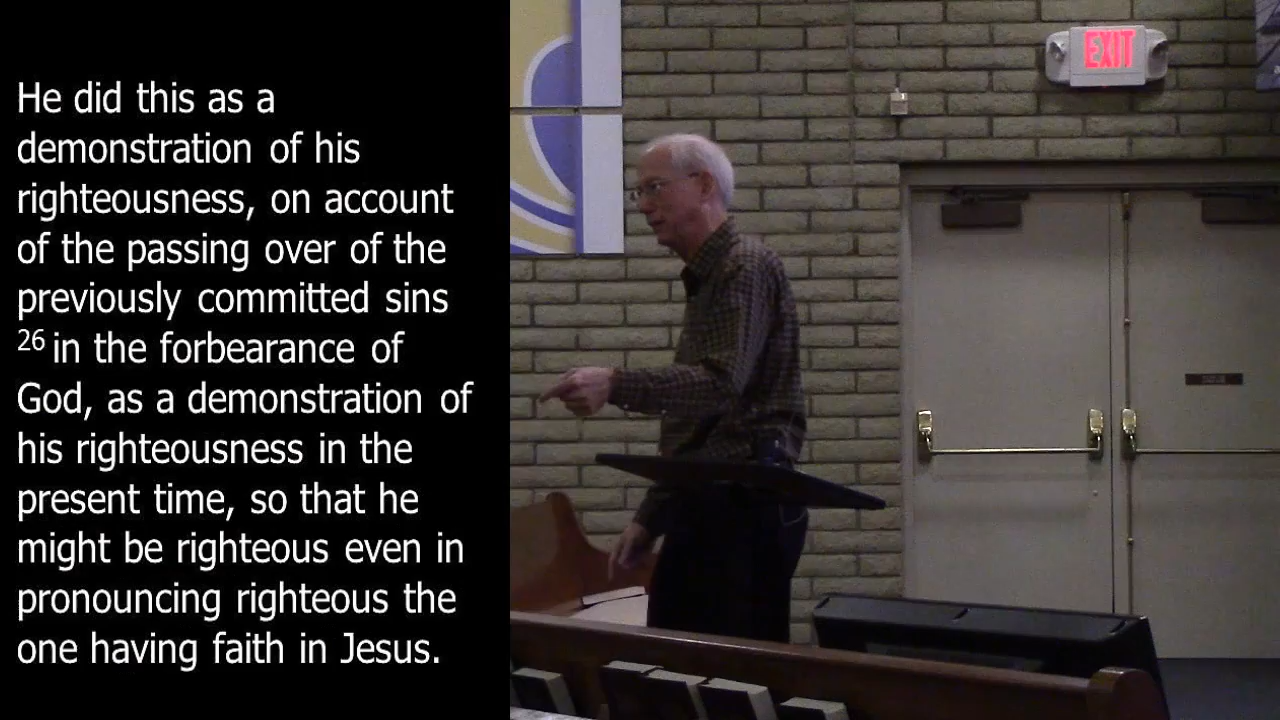 He did this as a
demonstration of his
righteousness, on account
of the passing over of the
previously committed sins
26 in the forbearance of
God, as a demonstration of
his righteousness in the
present time, so that he
might be righteous even in
pronouncing righteous the
one having faith in Jesus.
EXIT